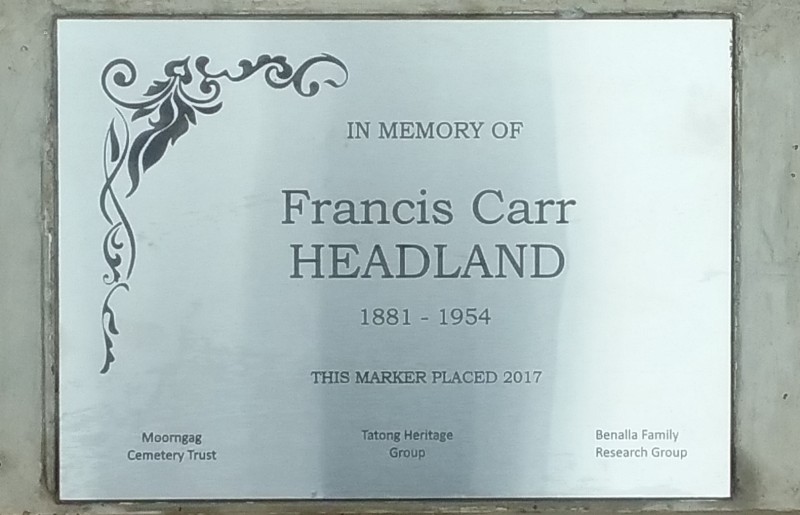 IN MEMORY OF
Francis Carr
HEADLAND
1881 - 1954
THIS MARKER PLACED 2017
Moorngag
Cemetery Trust
Tatong Heritage
Group
Benalla Family
Research Group